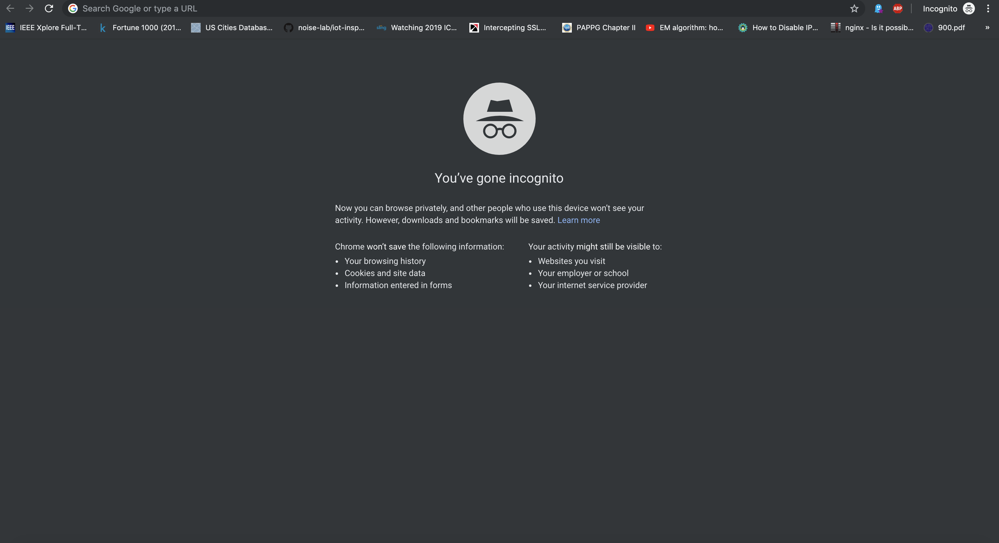 Search Google or type a URL
ABP
Incognito
IEEE IEEE Xplore Full-T... Fortune 1000 (201... US Cities Databas... noise-lab/iot-insp... sling Watching 2019 IC... Intercepting SSL... PAPPG Chapter II EM algorithm: ho... How to Disable IP... nginx - Is it possib... 900.pdf »
You’ve gone incognito
Now you can browse privately, and other people who use this device won’t see your
activity. However, downloads and bookmarks will be saved. Learn more
Chrome won’t save the following information:
• Your browsing history
• Cookies and site data
• Information entered in forms
Your activity might still be visible to:
• Websites you visit
• Your employer or school
• Your internet service provider